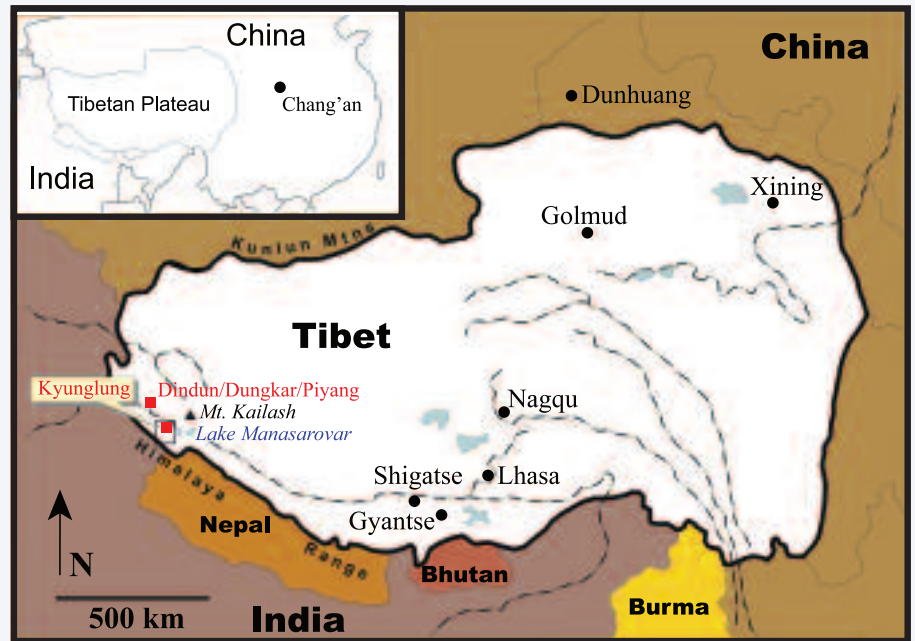 China
Tibetan Plateau
Chang’an
India
China
Dunhuang
Xining
Golmud
Kunlun Mtns
Tibet
Kyunglung
Dindun/Dungkar/Piyang
Mt. Kailash
Lake Manasarovar
Nagqu
Himalaya
Range
Shigatse
Lhasa
Gyantse
Nepal
Bhutan
Burma
N
500 km
India